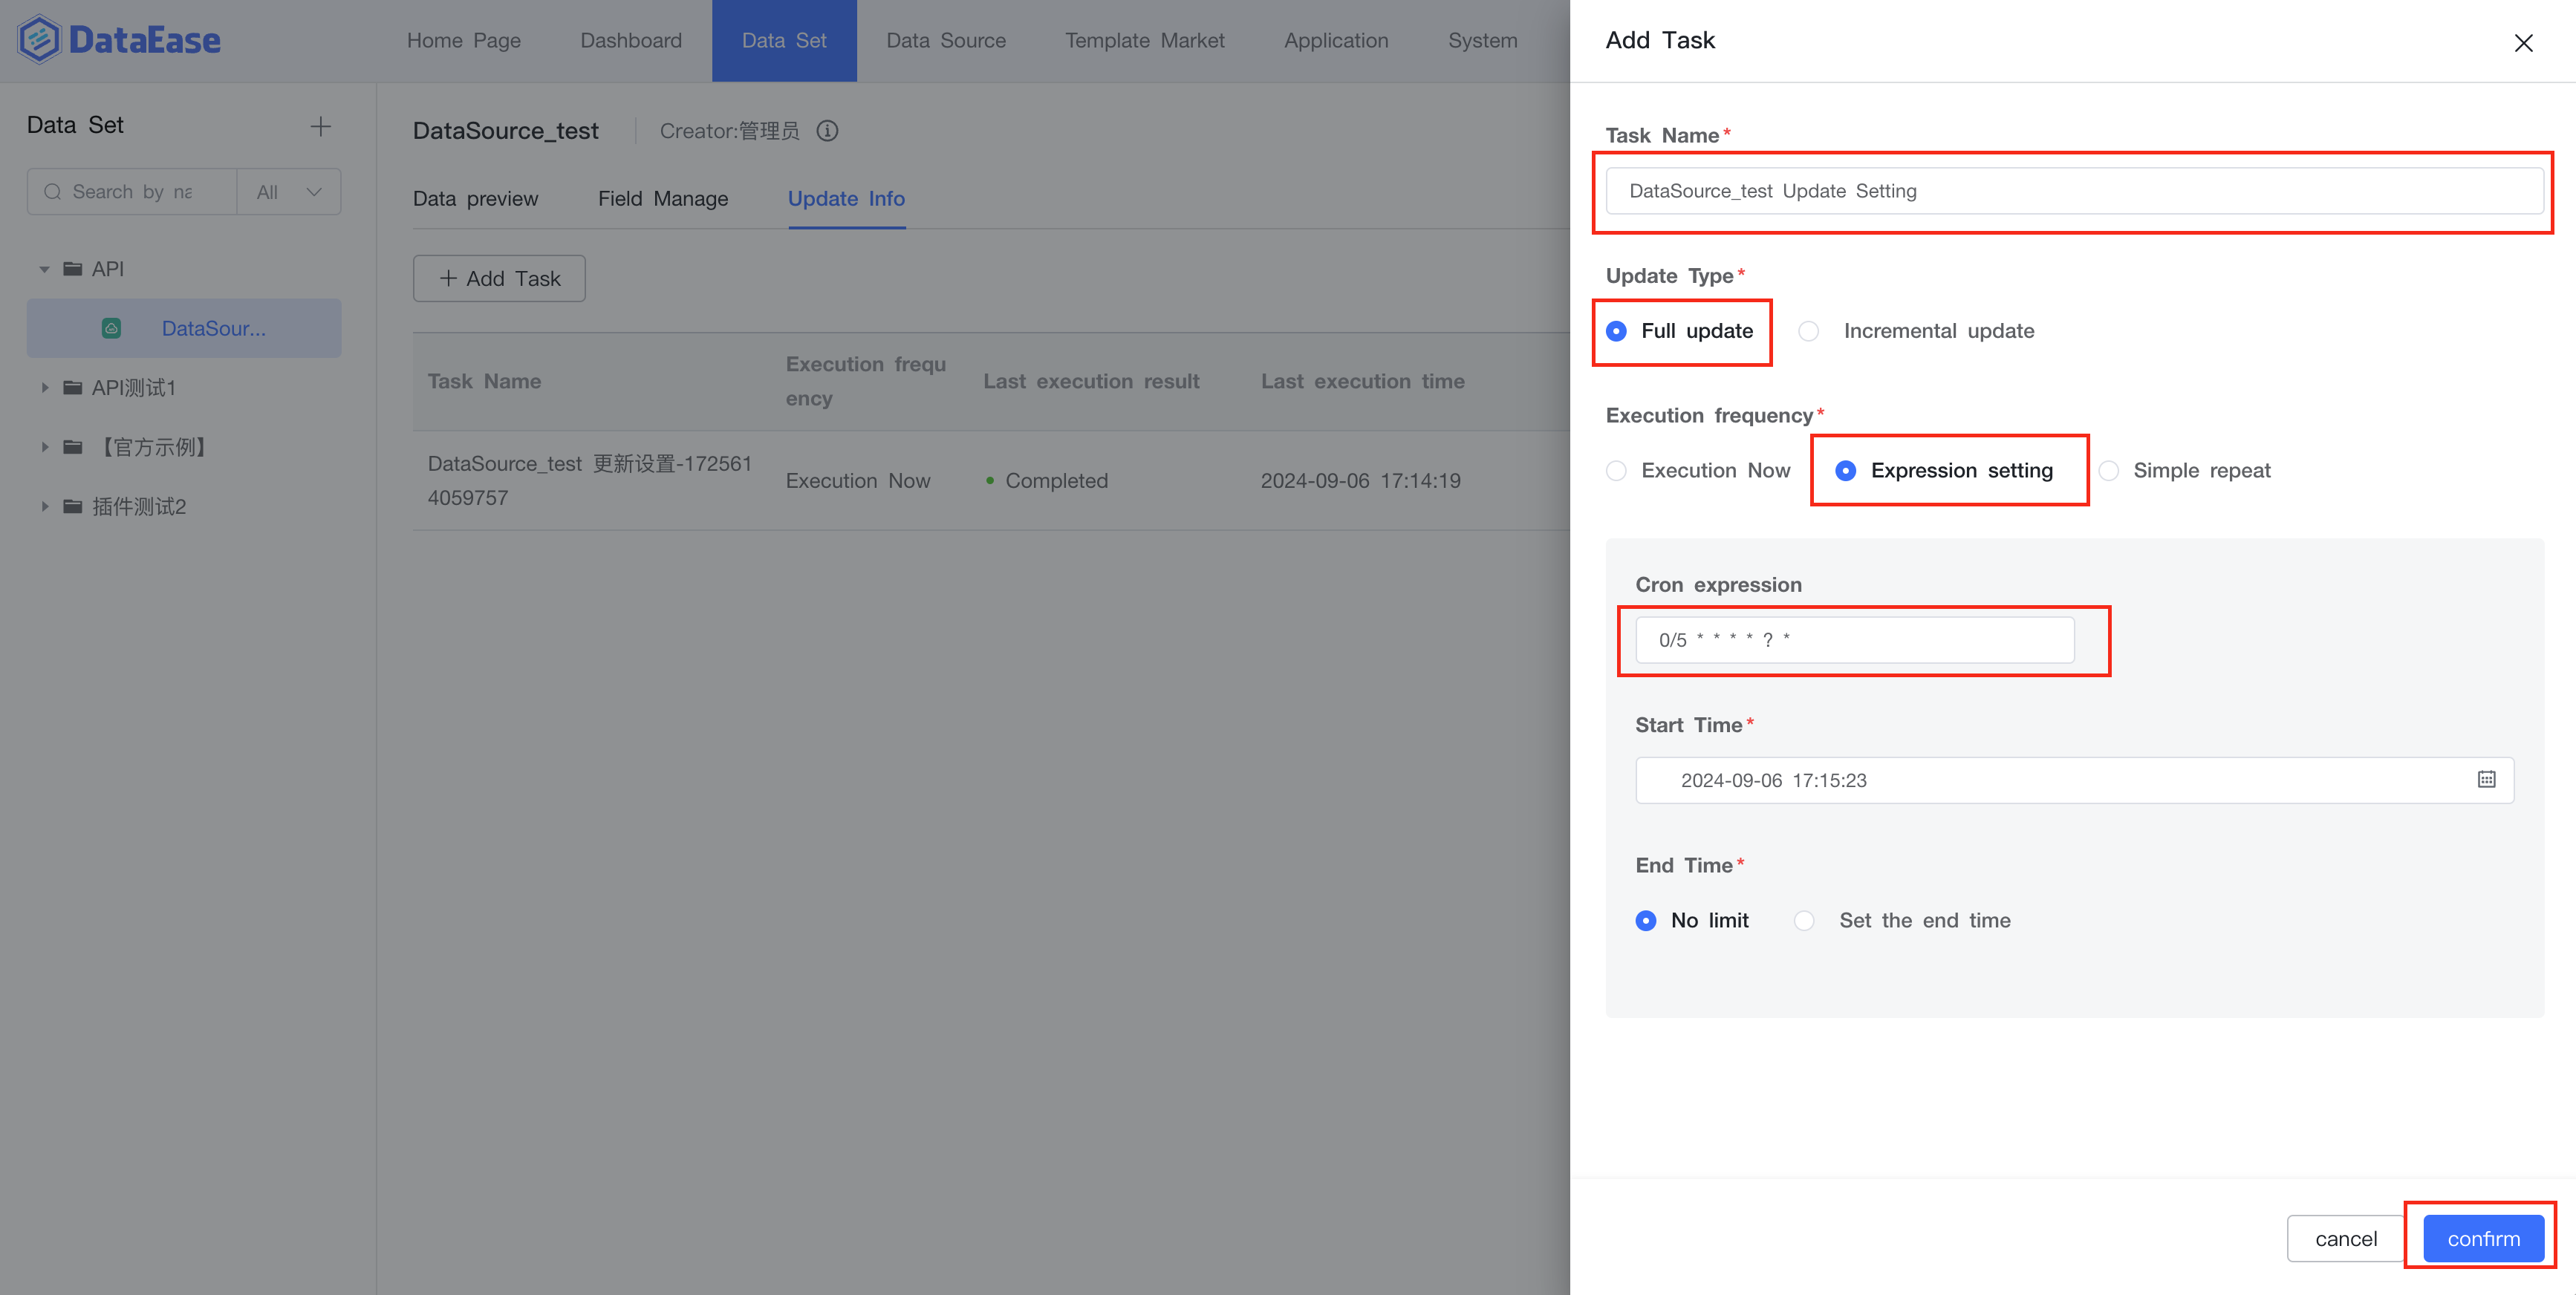 DataEase
Home Page
Dashboard
Data Set
Data Source
Template Market
Application
System
Data Set
Search by na
All
API
DataSour...
API测试1
【官方示例】
插件测试2
DataSource_test
Creator:管理员
Data preview
Field Manage
Update Info
Add Task
Task Name
Execution frequ
ency
Last execution result
Last execution time
DataSource_test 更新设置-172561
4059757
Execution Now
Completed
2024-09-06 17:14:19
Add Task
Task Name*
DataSource_test Update Setting
Update Type*
Full update
Incremental update
Execution frequency*
Execution Now
Expression setting
Simple repeat
Cron expression
0/5 * * * * ? *
Start Time*
2024-09-06 17:15:23
End Time*
No limit
Set the end time
cancel
confirm